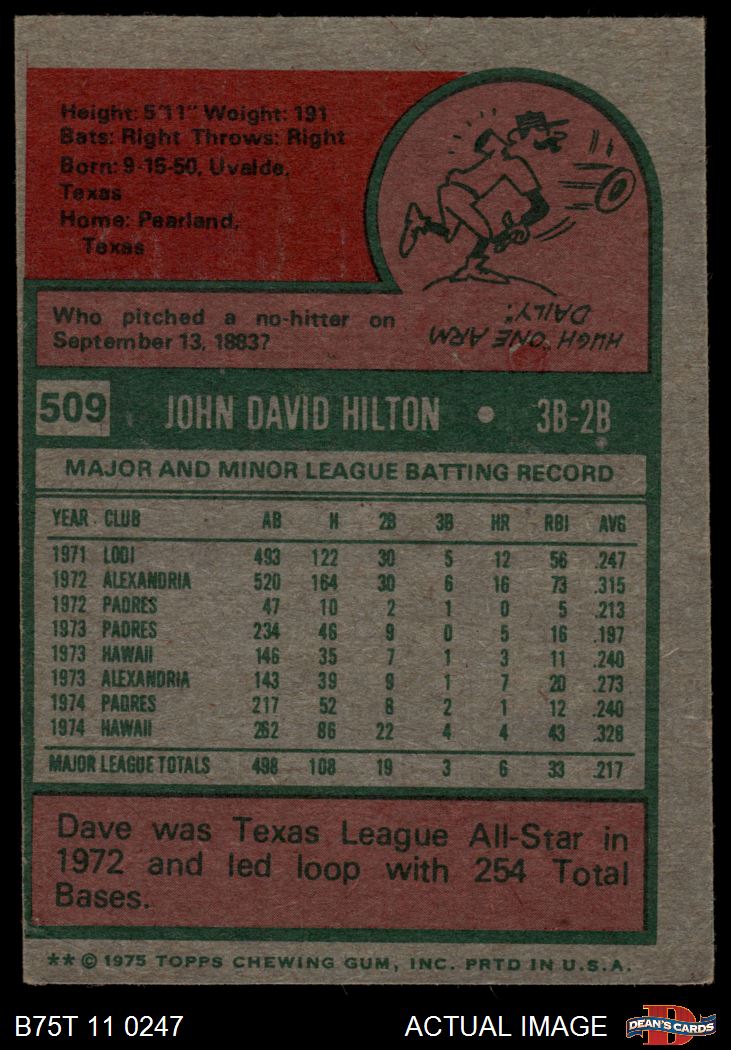 Height: 5'11" Weight: 191
Bats: Right Throws: Right
Born: 9-15-50, Uvalde,
Texas
Home: Pearland,
Texas
Who pitched a no-hitter on
September 13, 1883?
HUGH "ONE ARM"
DAILY!
509 JOHN DAVID HILTON • 3B-2B
MAJOR AND MINOR LEAGUE BATTING RECORD
YEAR CLUB AB H 2B 3B HR RBI AVG
1971 LODI 493 122 30 5 12 56 .247
1972 ALEXANDRIA 520 164 30 6 16 73 .315
1972 PADRES 47 10 2 1 0 5 .213
1973 PADRES 234 46 9 0 5 16 .197
1973 HAWAII 146 35 7 1 3 11 .240
1973 ALEXANDRIA 143 39 9 1 7 20 .273
1974 PADRES 217 52 8 2 1 12 .240
1974 HAWAII 262 86 22 4 4 43 .328
MAJOR LEAGUE TOTALS 498 108 19 3 6 33 .217
Dave was Texas League All-Star in
1972 and led loop with 254 Total
Bases.
** © 1975 TOPPS CHEWING GUM, INC. PRTD IN U.S.A.
B75T 11 0247 ACTUAL IMAGE DEAN'S CARDS